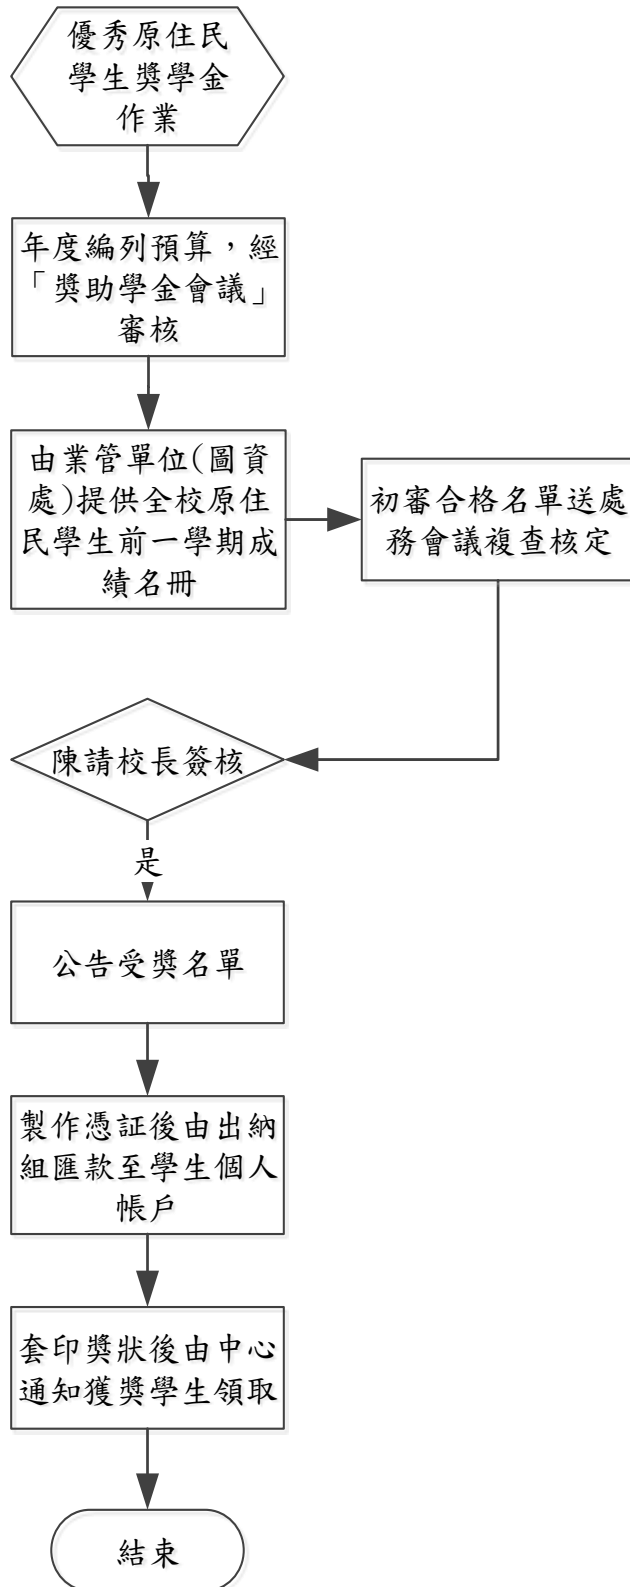 優秀原住民
學生獎學金
作業
年度編列預算，經
「獎助學金會議」
審核
由業管單位(圖資
處)提供全校原住
民學生前一學期成
績名冊
初審合格名單送處
務會議複查核定
陳請校長簽核
是
公告受獎名單
製作憑証後由出納
組匯款至學生個人
帳戶
套印獎狀後由中心
通知獲獎學生領取
結束